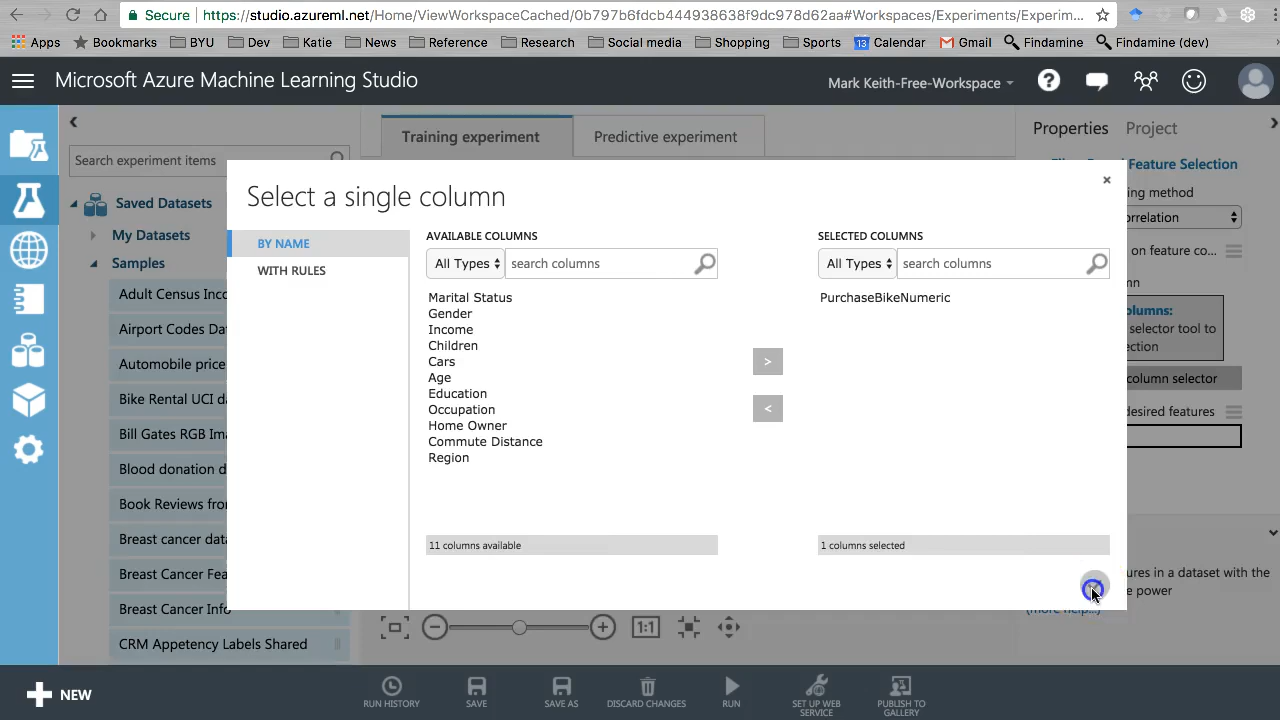 Secure | https://studio.azureml.net/Home/ViewWorkspaceCached/0b797b6fdcb444938638f9dc978d62aa#Workspaces/Experiments/Experim...
Apps Bookmarks BYU Dev Katie News Reference Research Social media Shopping Sports 13 Calendar Gmail Findamine Findamine (dev)
Microsoft Azure Machine Learning Studio
Mark Keith-Free-Workspace
Training experiment
Predictive experiment
Properties Project
Search experiment items
Saved Datasets
My Datasets
Samples
Adult Census Inco
Airport Codes Dat
Automobile price
Bike Rental UCI da
Bill Gates RGB Ima
Blood donation d
Book Reviews fro
Breast cancer data
Breast Cancer Fea
Breast Cancer Info
CRM Appetency Labels Shared
Select a single column
×
BY NAME
WITH RULES
AVAILABLE COLUMNS
All Types search columns
Marital Status
Gender
Income
Children
Cars
Age
Education
Occupation
Home Owner
Commute Distance
Region
11 columns available
>
<
SELECTED COLUMNS
All Types search columns
PurchaseBikeNumeric
1 columns selected
Feature Selection
ing method
orrelation
on feature co...
mn
olumns:
selector tool to
ection
column selector
desired features
ures in a dataset with the
e power
(more help...)
1:1
NEW
RUN HISTORY
SAVE
SAVE AS
DISCARD CHANGES
RUN
SET UP WEB SERVICE
PUBLISH TO GALLERY